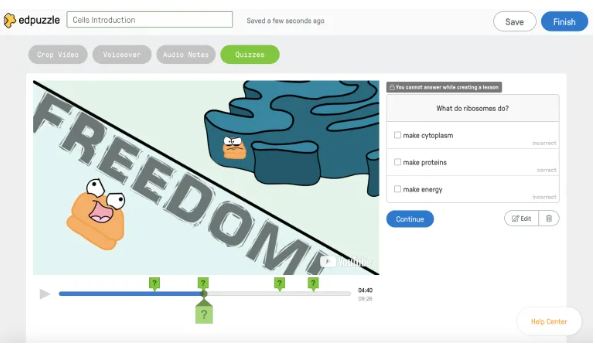 edpuzzle
Cells Introduction
Saved a few seconds ago
Save
Finish
Crop Video
Voiceover
Audio Notes
Quizzes
You cannot answer while creating a lesson
What do ribosomes do?
make cytoplasm
incorrect
make proteins
correct
make energy
incorrect
Continue
Edit
FREEDOM!
YouTube
? ? ? ?
?
04:40
09:26
Help Center